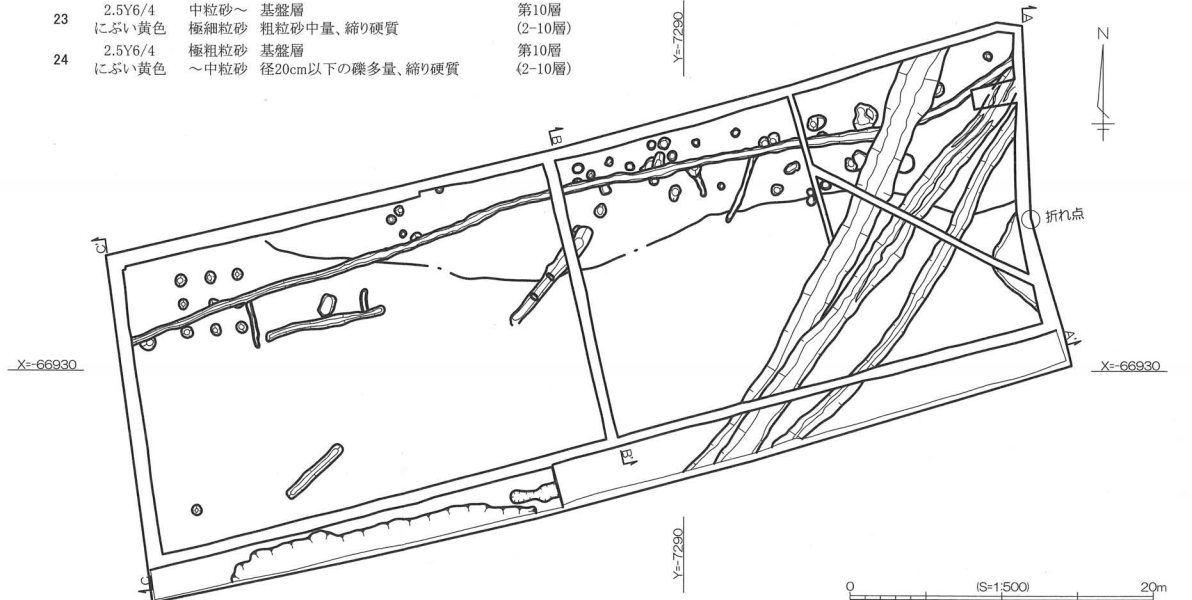 23 2.5Y6/4 中粒砂～ 基盤層 第10層
にぶい黄色 極細粒砂 粗粒砂中量、締り硬質 (2-10層)
24 2.5Y6/4 極粗粒砂 基盤層 第10層
にぶい黄色 ～中粒砂 径20cm以下の礫多量、締り硬質 (2-10層)
Y=-7290
A
N
B
折れ点
C
X=-66930
A'
X=-66930
B'
Y=-7290
C'
0 (S=1:500) 20m